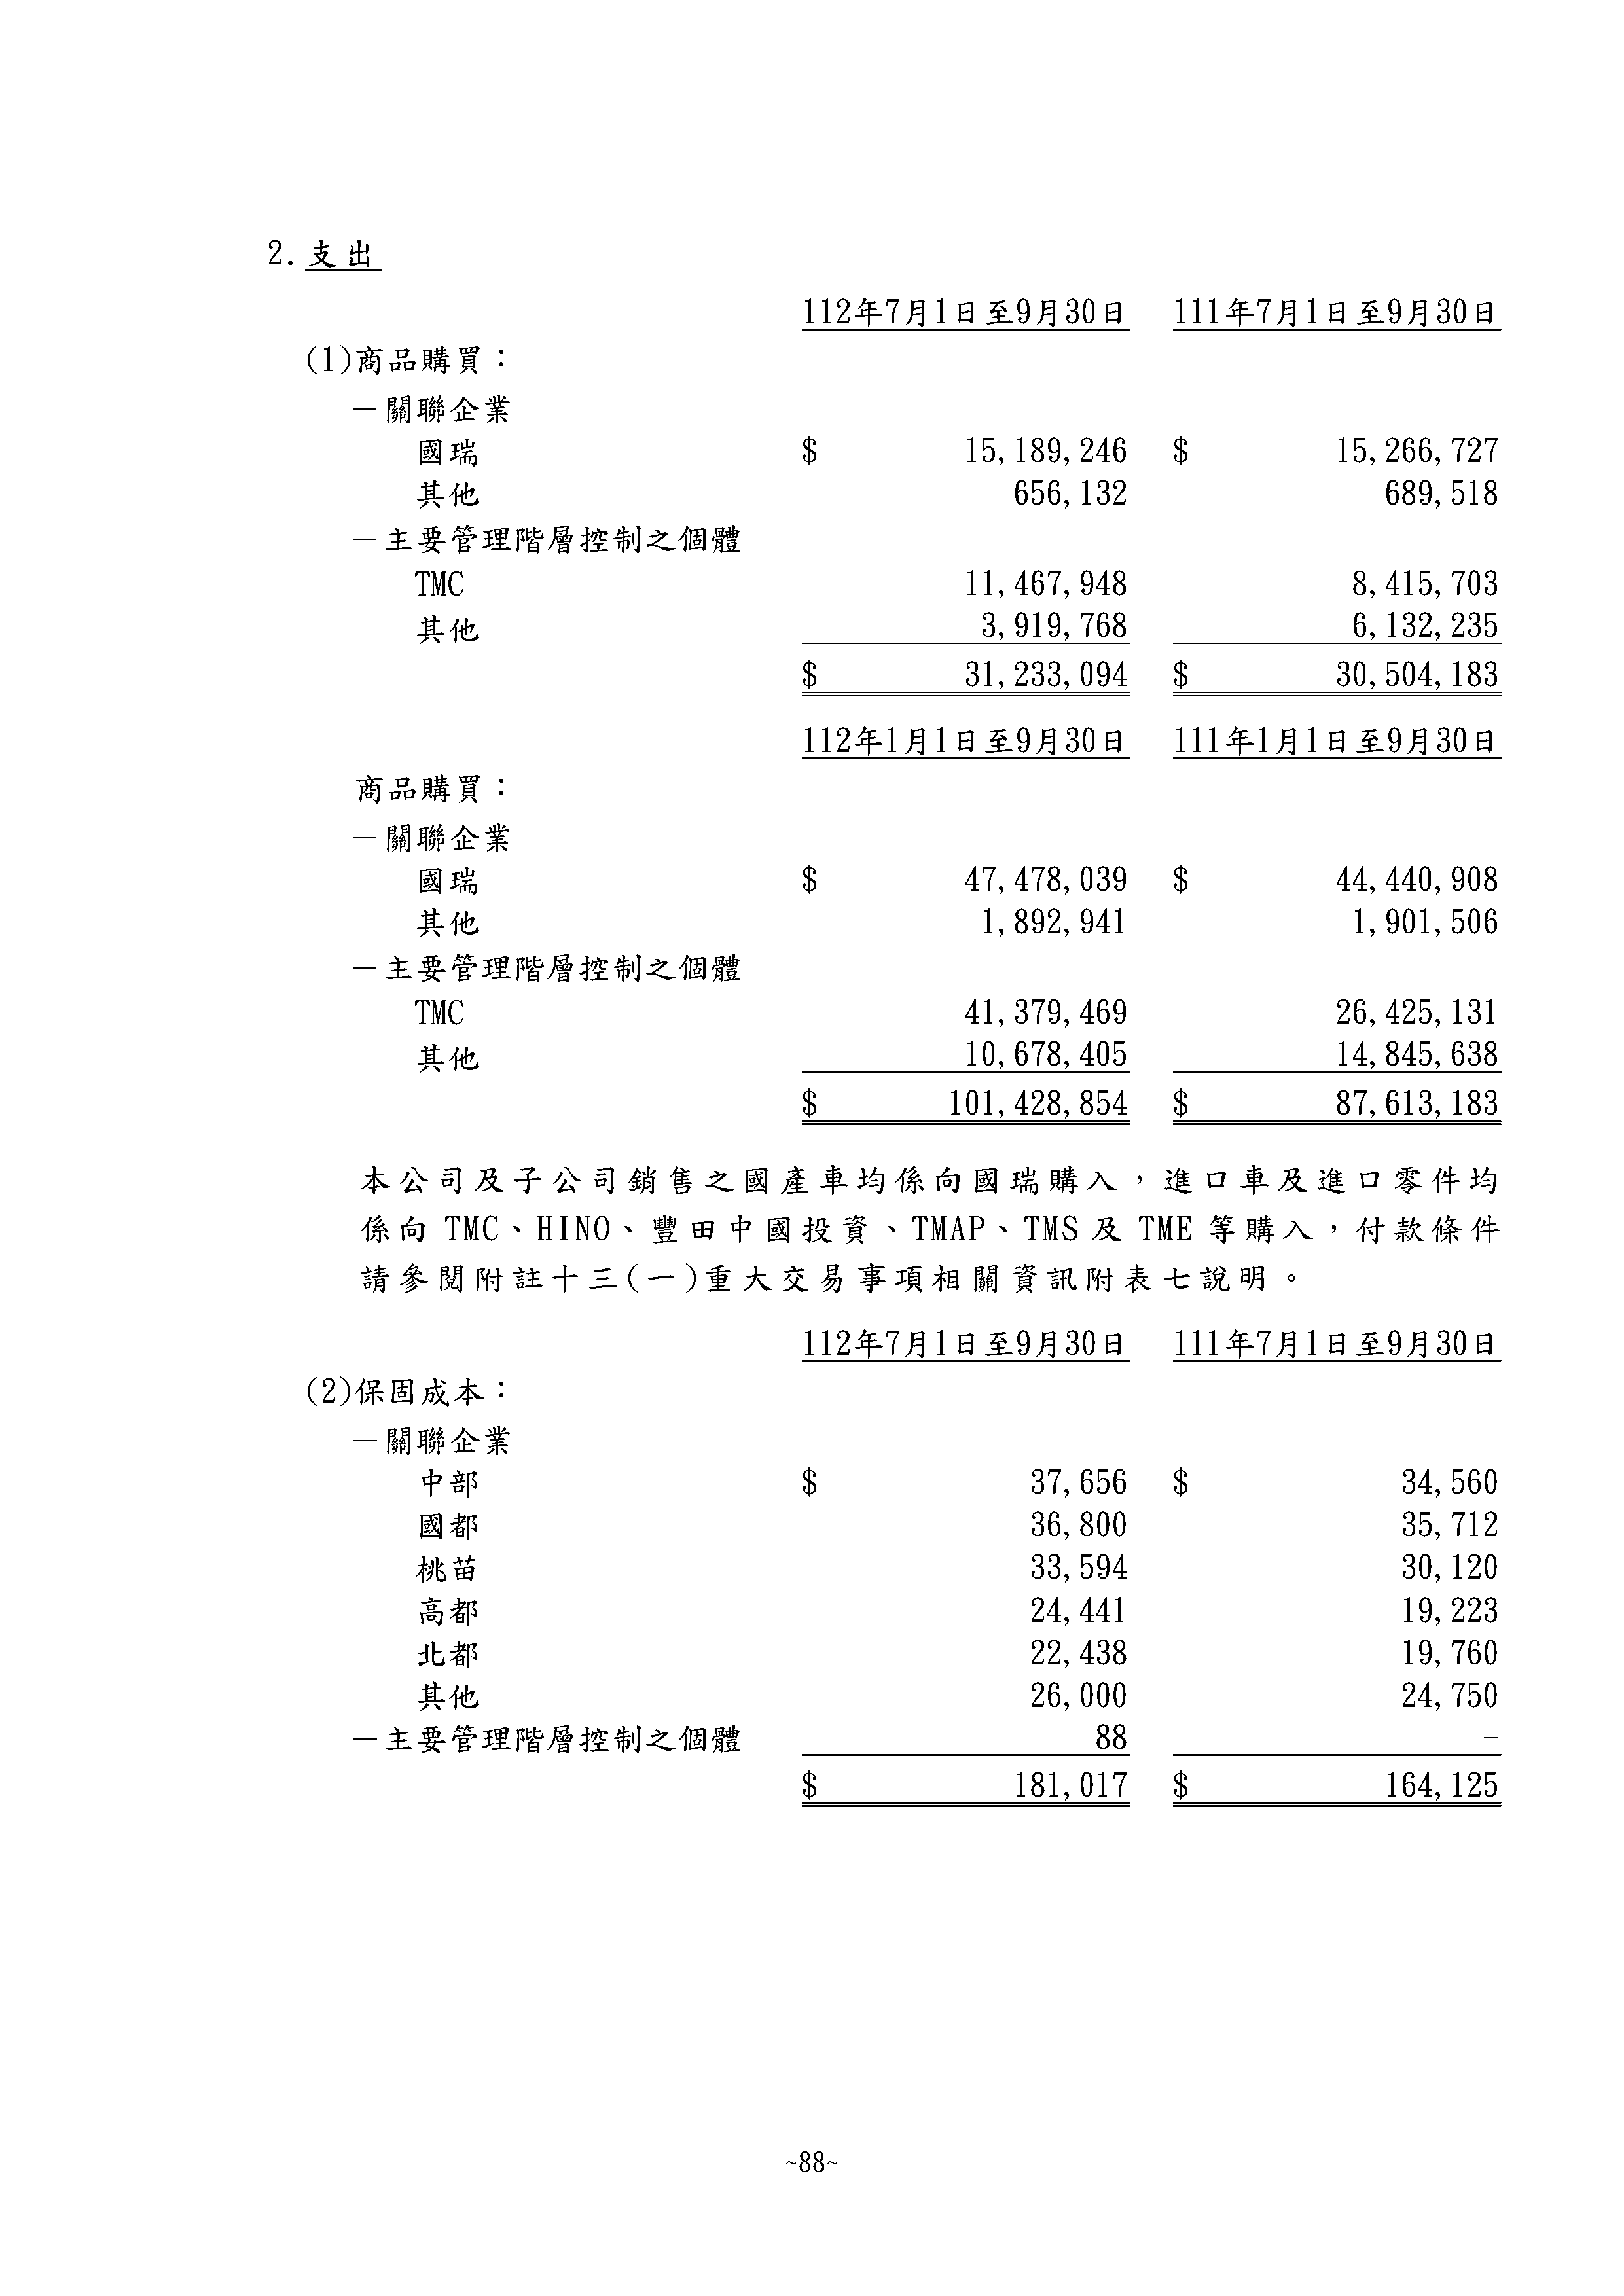 2. 支出
112年7月1日至9月30日 111年7月1日至9月30日
(1)商品購買：
－關聯企業
國瑞 $ 15,189,246 $ 15,266,727
其他 656,132 689,518
－主要管理階層控制之個體
TMC 11,467,948 8,415,703
其他 3,919,768 6,132,235
$ 31,233,094 $ 30,504,183
112年1月1日至9月30日 111年1月1日至9月30日
商品購買：
－關聯企業
國瑞 $ 47,478,039 $ 44,440,908
其他 1,892,941 1,901,506
－主要管理階層控制之個體
TMC 41,379,469 26,425,131
其他 10,678,405 14,845,638
$ 101,428,854 $ 87,613,183
本公司及子公司銷售之國產車均係向國瑞購入，進口車及進口零件均
係向 TMC、HINO、豐田中國投資、TMAP、TMS 及 TME 等購入，付款條件
請參閱附註十三(一)重大交易事項相關資訊附表七說明。
112年7月1日至9月30日 111年7月1日至9月30日
(2)保固成本：
－關聯企業
中部 $ 37,656 $ 34,560
國都 36,800 35,712
桃苗 33,594 30,120
高都 24,441 19,223
北都 22,438 19,760
其他 26,000 24,750
－主要管理階層控制之個體 88 -
$ 181,017 $ 164,125
~88~